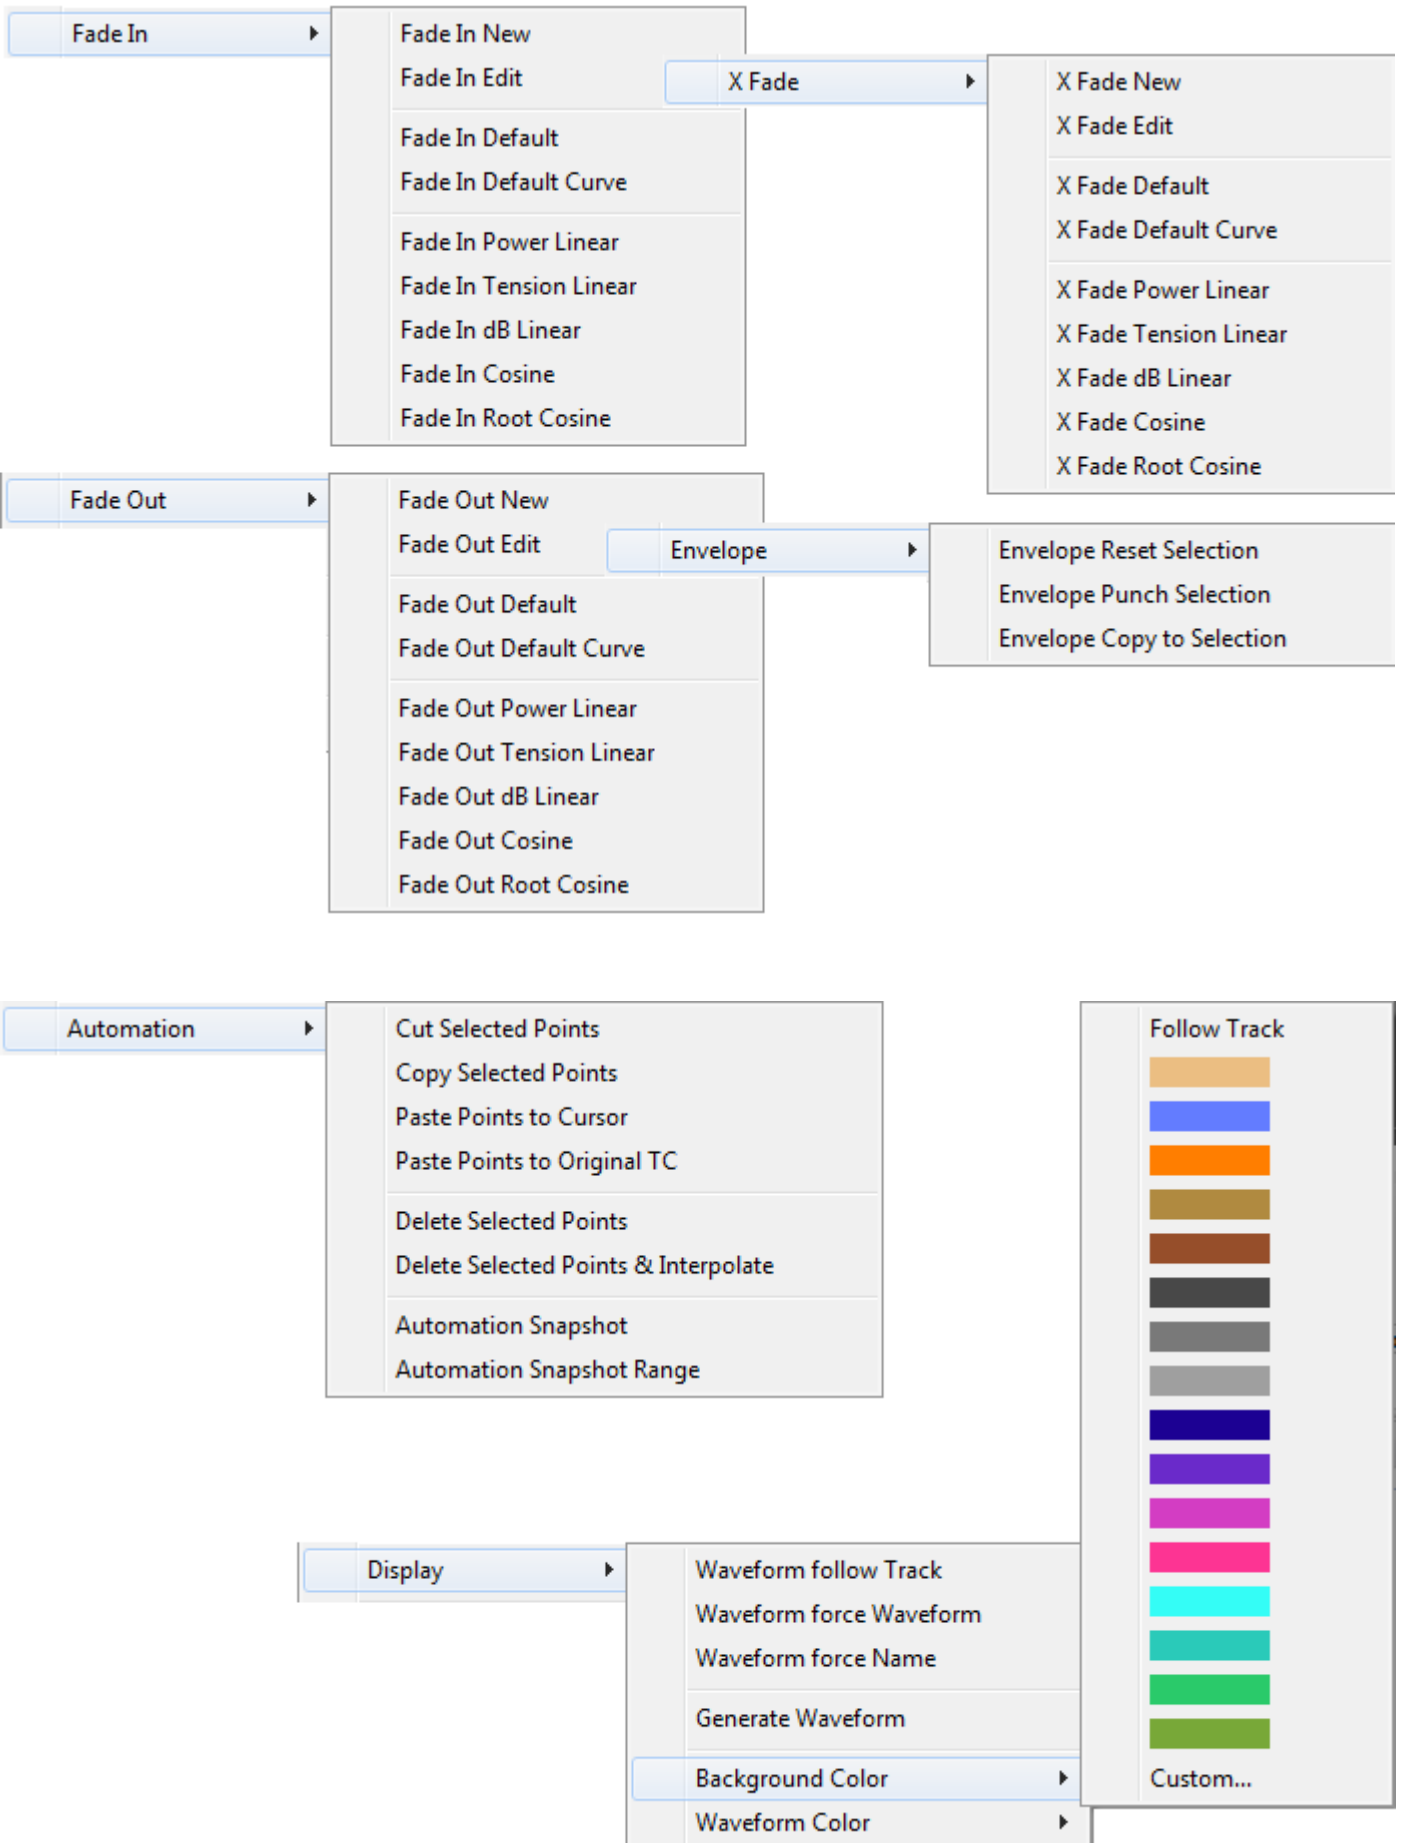 Fade In
Fade In New
Fade In Edit
Fade In Default
Fade In Default Curve
Fade In Power Linear
Fade In Tension Linear
Fade In dB Linear
Fade In Cosine
Fade In Root Cosine
X Fade
X Fade New
X Fade Edit
X Fade Default
X Fade Default Curve
X Fade Power Linear
X Fade Tension Linear
X Fade dB Linear
X Fade Cosine
X Fade Root Cosine
Fade Out
Fade Out New
Fade Out Edit
Fade Out Default
Fade Out Default Curve
Fade Out Power Linear
Fade Out Tension Linear
Fade Out dB Linear
Fade Out Cosine
Fade Out Root Cosine
Envelope
Envelope Reset Selection
Envelope Punch Selection
Envelope Copy to Selection
Automation
Cut Selected Points
Copy Selected Points
Paste Points to Cursor
Paste Points to Original TC
Delete Selected Points
Delete Selected Points & Interpolate
Automation Snapshot
Automation Snapshot Range
Display
Waveform follow Track
Waveform force Waveform
Waveform force Name
Generate Waveform
Background Color
Waveform Color
Follow Track
Custom...